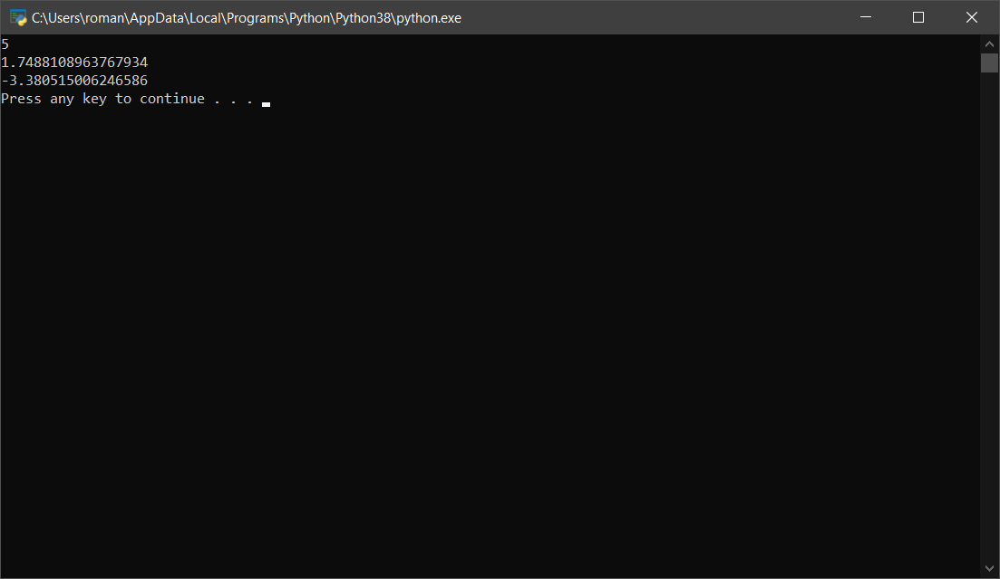 C:\Users\roman\AppData\Local\Programs\Python\Python38\python.exe
5
1.7488108963767934
-3.380515006246586
Press any key to continue . . .